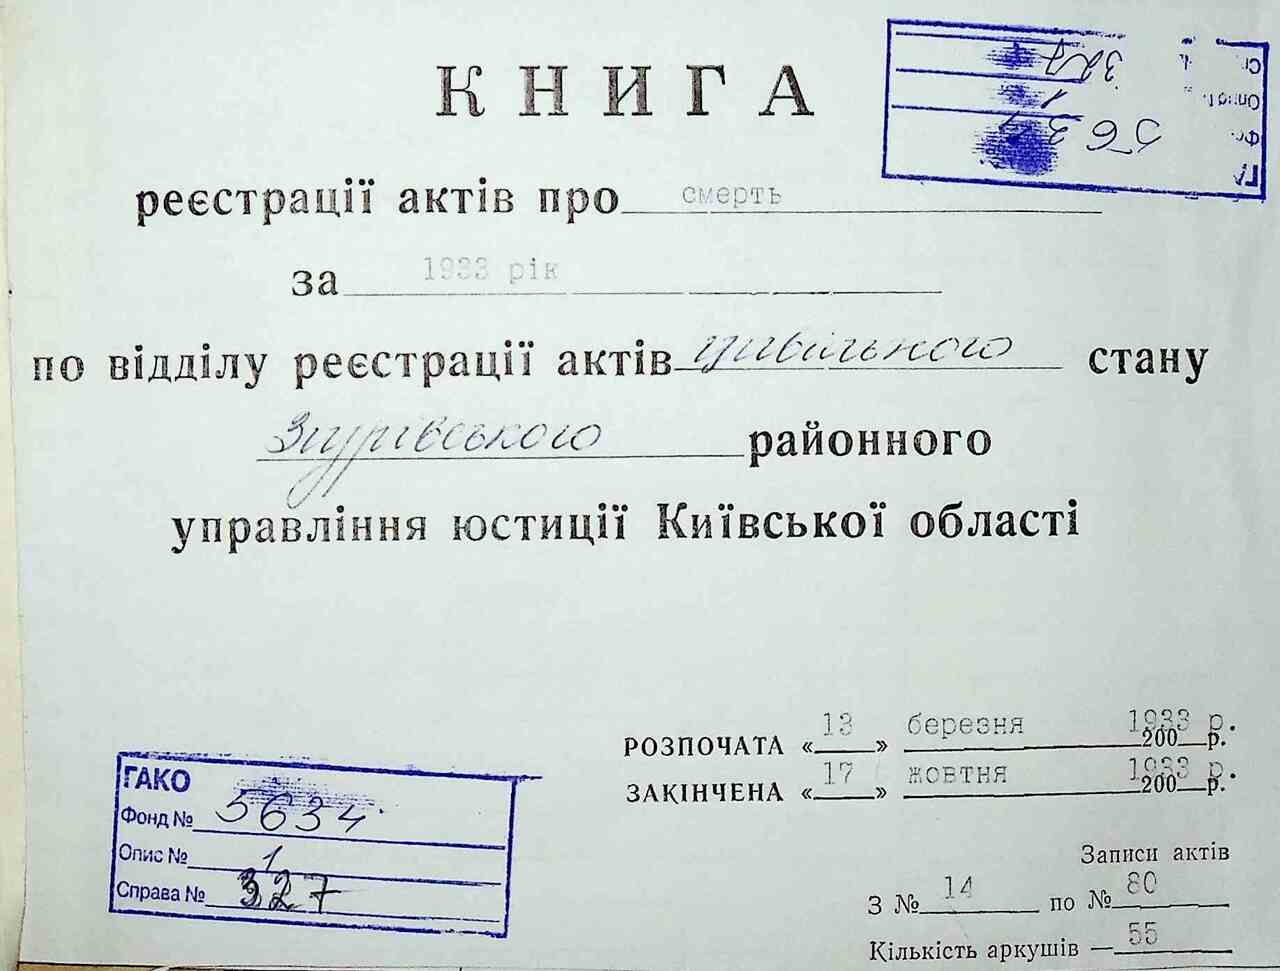 КНИГА
реєстрації актів про смерть
за 1933 рік
по відділу реєстрації актів цивільного стану
Згурівського районного
управління юстиції Київської області
РОЗПОЧАТА «13» березня 1933 р. 200 р.
ЗАКІНЧЕНА «17» жовтня 1933 р. 200 р.
ГАКО
Фонд № 5634
Опис № 1
Справа № 327
Записи актів
З № 14 по № 80
Кількість аркушів — 55